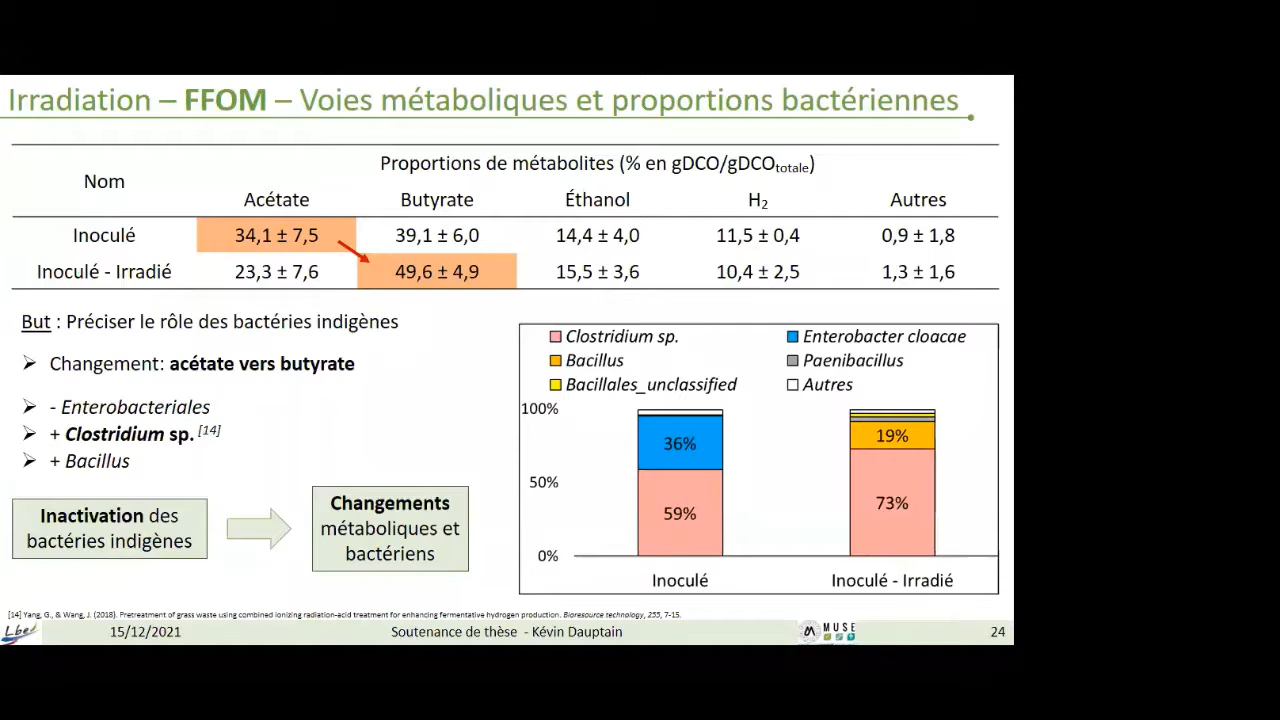 Irradiation – FFOM – Voies métaboliques et proportions bactériennes
Nom
Proportions de métabolites (% en gDCO/gDCOtotale)
Acétate Butyrate Éthanol H2 Autres
Inoculé 34,1 ± 7,5 39,1 ± 6,0 14,4 ± 4,0 11,5 ± 0,4 0,9 ± 1,8
Inoculé - Irradié 23,3 ± 7,6 49,6 ± 4,9 15,5 ± 3,6 10,4 ± 2,5 1,3 ± 1,6
But : Préciser le rôle des bactéries indigènes
Changement: acétate vers butyrate
- Enterobacteriales
+ Clostridium sp. [14]
+ Bacillus
Inactivation des
bactéries indigènes
Changements
métaboliques et
bactériens
Clostridium sp. Enterobacter cloacae
Bacillus Paenibacillus
Bacillales_unclassified Autres
100%
36% 19%
50%
59% 73%
0%
Inoculé Inoculé - Irradié
[14] Yang, G., & Wang, J. (2018). Pretreatment of grass waste using combined ionizing radiation-acid treatment for enhancing fermentative hydrogen production. Bioresource technology, 255, 7-15.
Lbe 15/12/2021 Soutenance de thèse - Kévin Dauptain MUSE 24